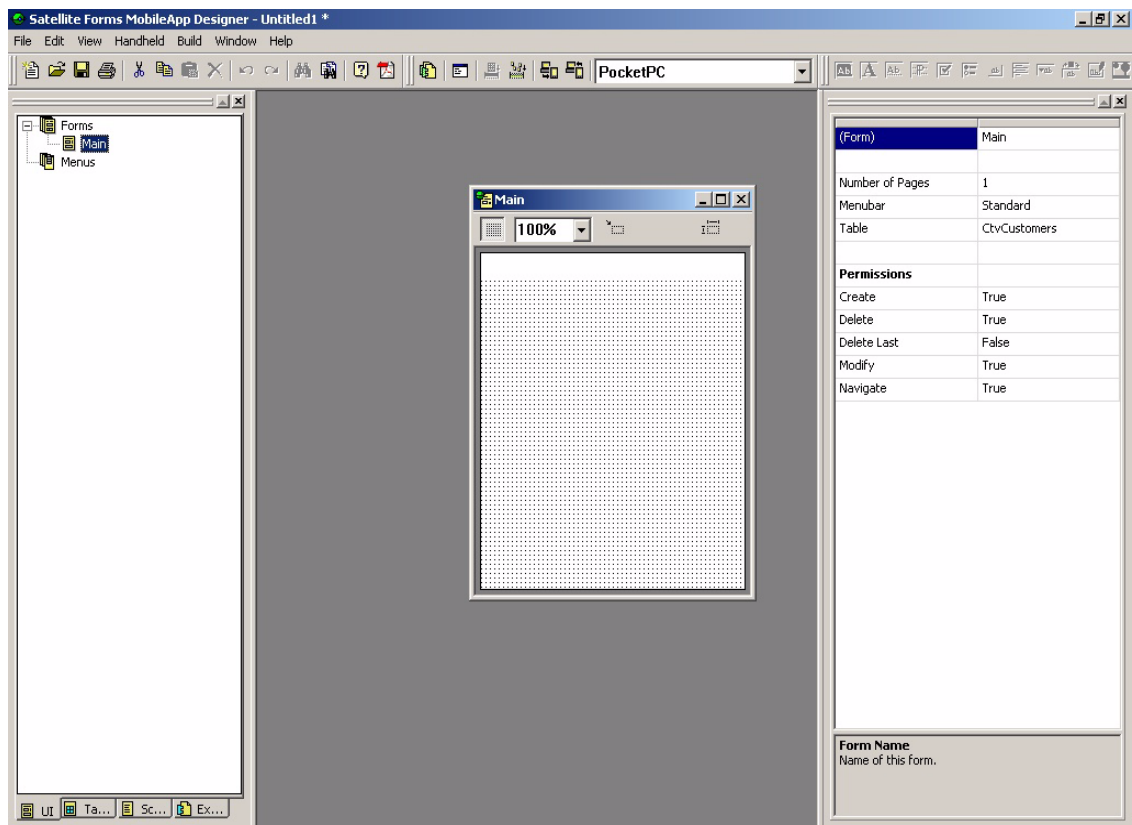 Satellite Forms MobileApp Designer - Untitled1 *
File Edit View Handheld Build Window Help
PocketPC
Forms
Main
Menus
Main
100%
(Form) Main
Number of Pages 1
Menubar Standard
Table CtvCustomers
Permissions
Create True
Delete True
Delete Last False
Modify True
Navigate True
Form Name
Name of this form.
UI Ta... Sc... Ex...